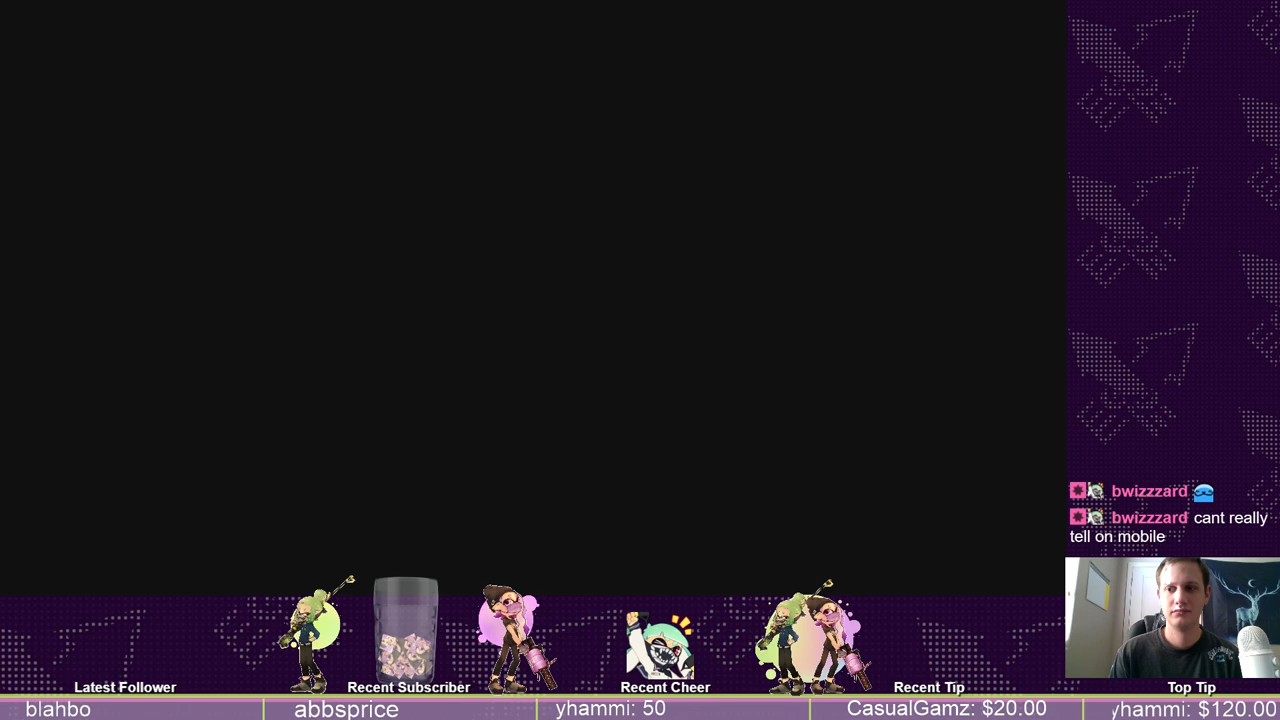 bwizzzard
bwizzzard cant really
tell on mobile
Latest Follower
Recent Subscriber
Recent Cheer
Recent Tip
Top Tip
blahbo
abbsprice
yhammi: 50
CasualGamz: $20.00
yhammi: $120.00